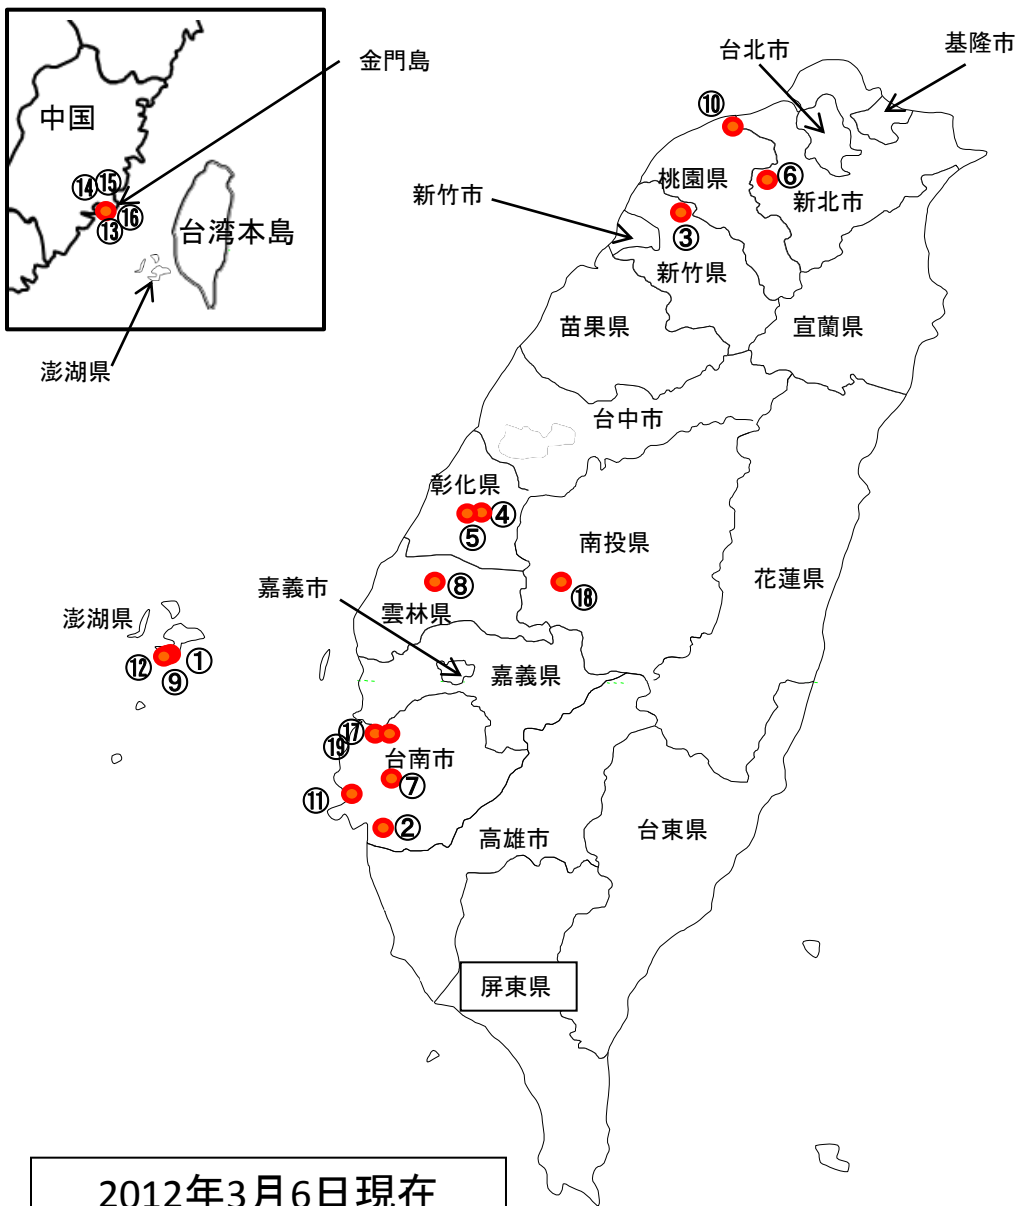 金門島
中国
⑭
⑮
⑬
⑯
台湾本島
澎湖県
台北市
基隆市
⑩
新竹市
桃園県
⑥
新北市
③
新竹県
苗果県
宣蘭県
台中市
彰化県
④
⑤
南投県
花蓮県
嘉義市
⑧
雲林県
⑱
澎湖県
⑫
①
⑨
嘉義県
⑰
⑲
台南市
⑦
⑪
②
高雄市
台東県
屏東県
2012年3月6日現在